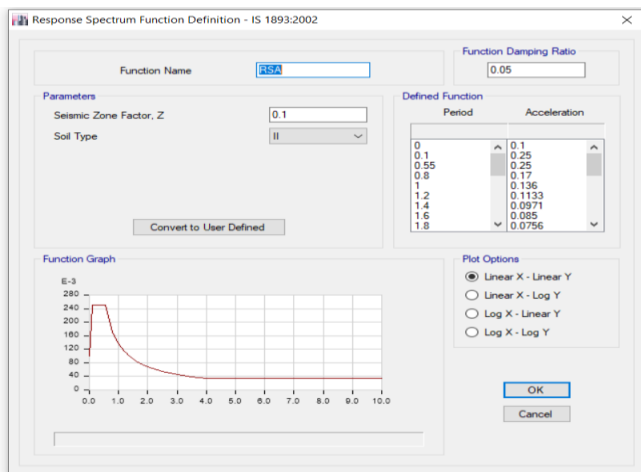 Response Spectrum Function Definition - IS 1893:2002
Function Name
RSA
Function Damping Ratio
0.05
Parameters
Seismic Zone Factor, Z
0.1
Soil Type
II
Convert to User Defined
Defined Function
Period Acceleration
0 0.1
0.1 0.25
0.55 0.25
0.8 0.17
1 0.136
1.2 0.1133
1.4 0.0971
1.6 0.085
1.8 0.0756
Function Graph
E-3
280
240
200
160
120
80
40
0
0.0 1.0 2.0 3.0 4.0 5.0 6.0 7.0 8.0 9.0 10.0
Plot Options
Linear X - Linear Y
Linear X - Log Y
Log X - Linear Y
Log X - Log Y
OK
Cancel